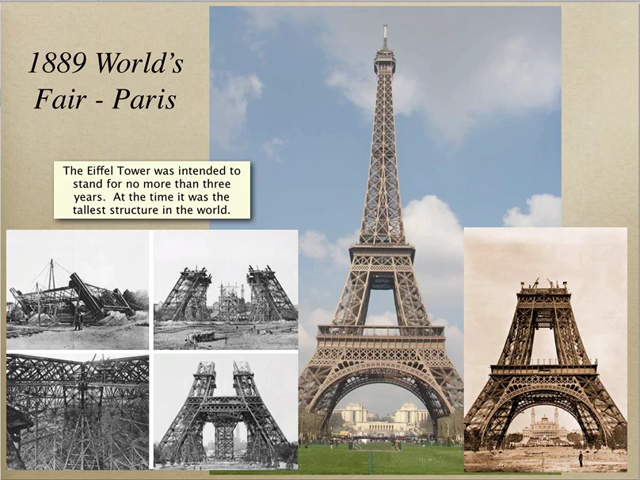 1889 World’s
Fair - Paris
The Eiffel Tower was intended to
stand for no more than three
years.  At the time it was the
tallest structure in the world.